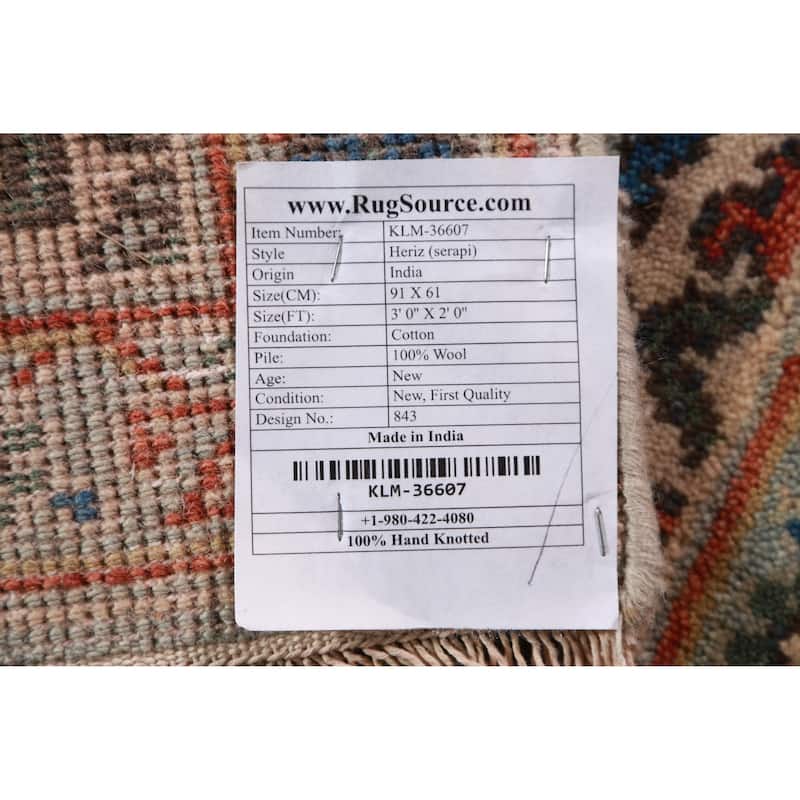 www.RugSource.com
Item Number: KLM-36607
Style Heriz (serapi)
Origin India
Size(CM): 91 X 61
Size(FT): 3' 0" X 2' 0"
Foundation: Cotton
Pile: 100% Wool
Age: New
Condition: New, First Quality
Design No.: 843
Made in India
KLM-36607
+1-980-422-4080
100% Hand Knotted